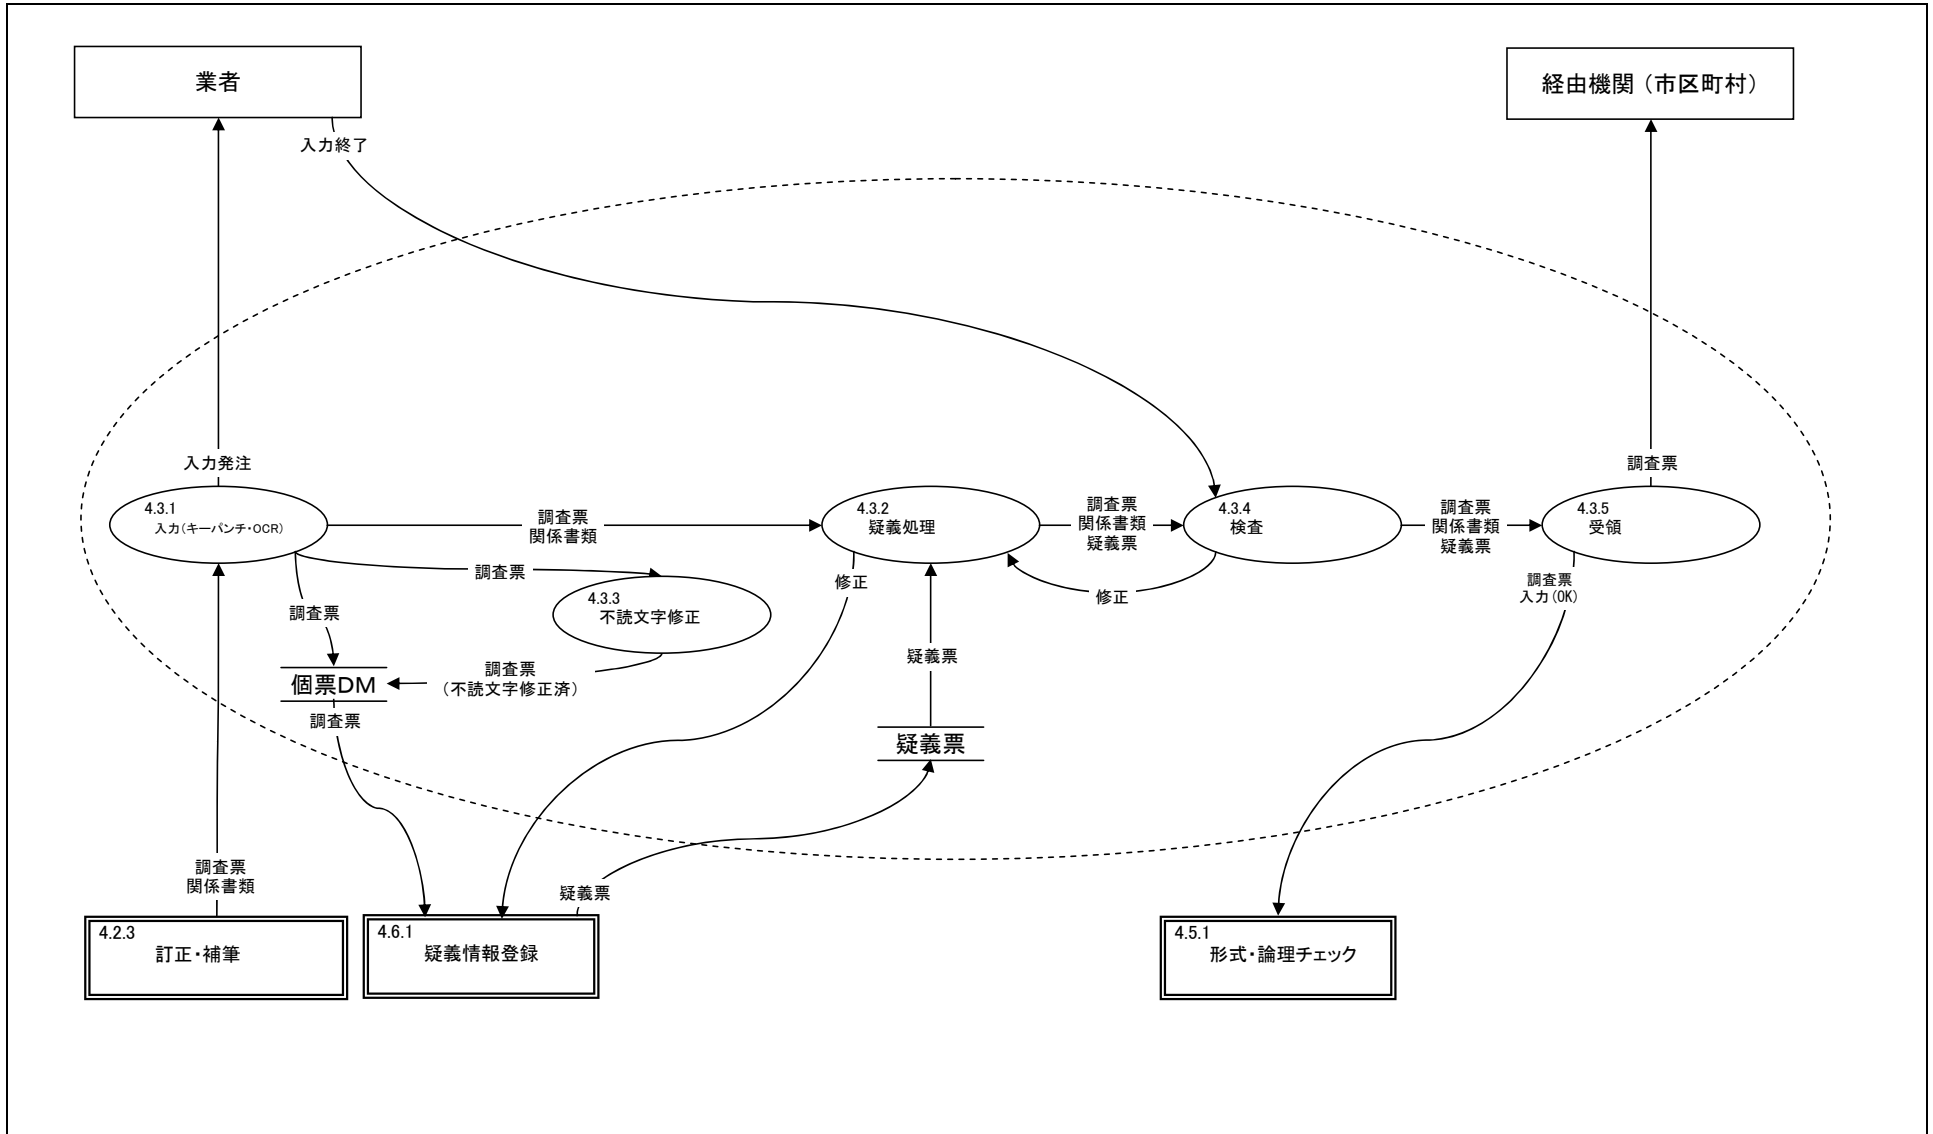 業者
経由機関（市区町村）
入力終了
入力発注
調査票
4.3.1
入力（キーパンチ・OCR）
調査票
関係書類
4.3.2
疑義処理
調査票
関係書類
疑義票
4.3.4
検査
調査票
関係書類
疑義票
4.3.5
受領
調査票
4.3.3
不読文字修正
修正
修正
調査票
入力（OK）
調査票
疑義票
個票DM
調査票
（不読文字修正済）
調査票
疑義票
調査票
関係書類
疑義票
4.2.3
訂正・補筆
4.6.1
疑義情報登録
4.5.1
形式・論理チェック